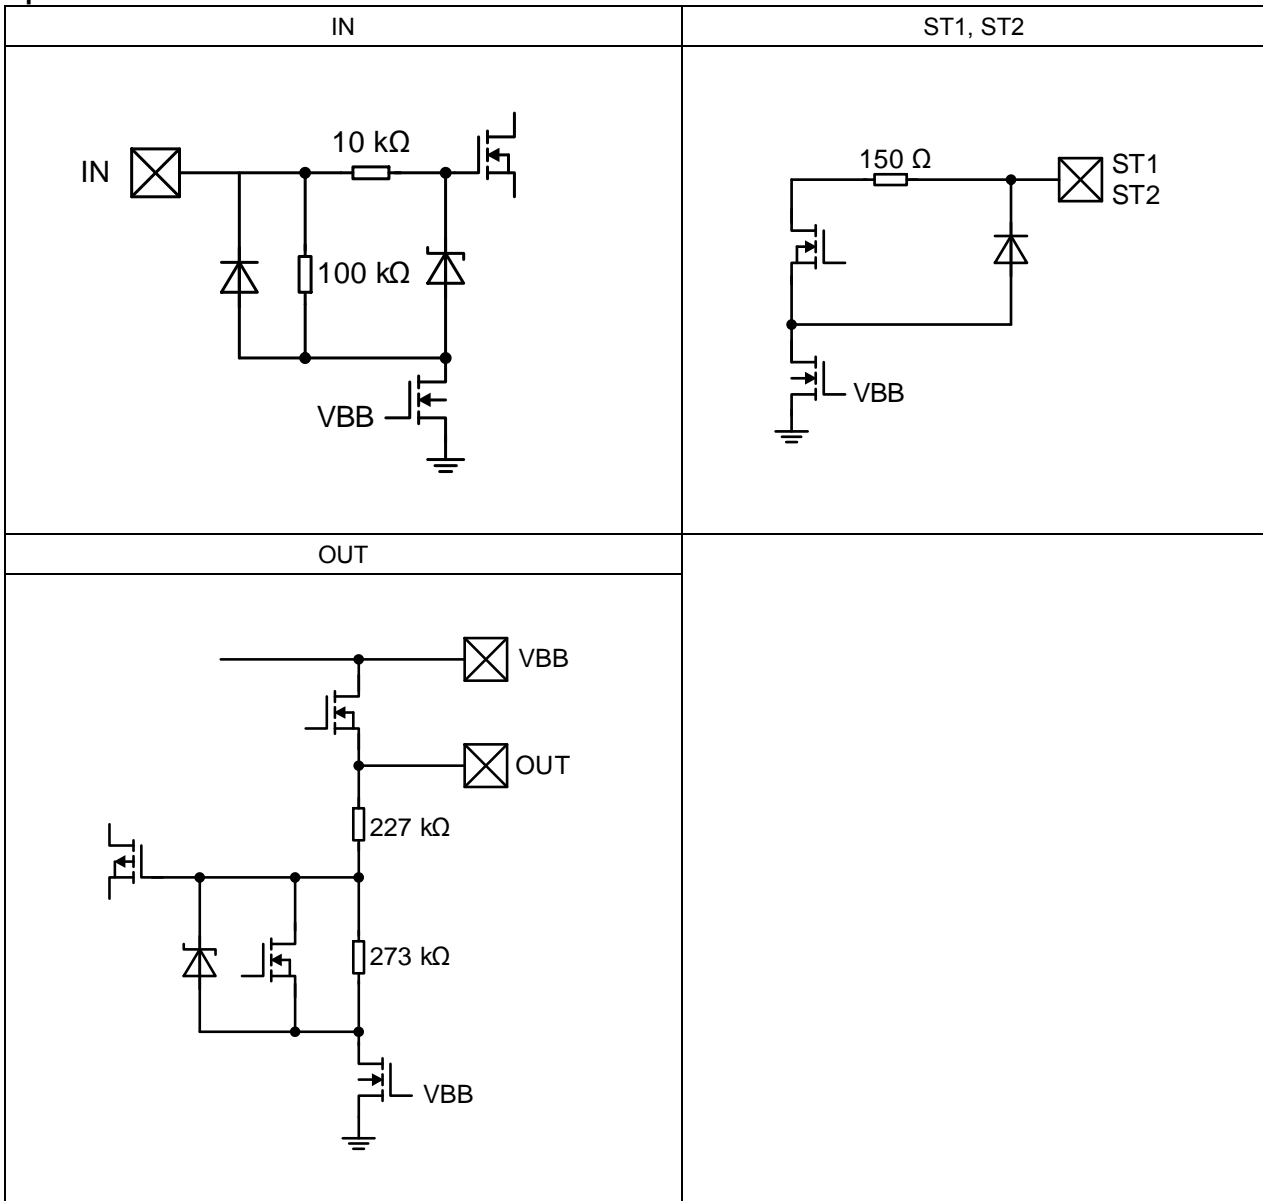 IN
ST1, ST2
IN
10 kΩ
100 kΩ
VBB
150 Ω
ST1
ST2
VBB
OUT
VBB
OUT
227 kΩ
273 kΩ
VBB